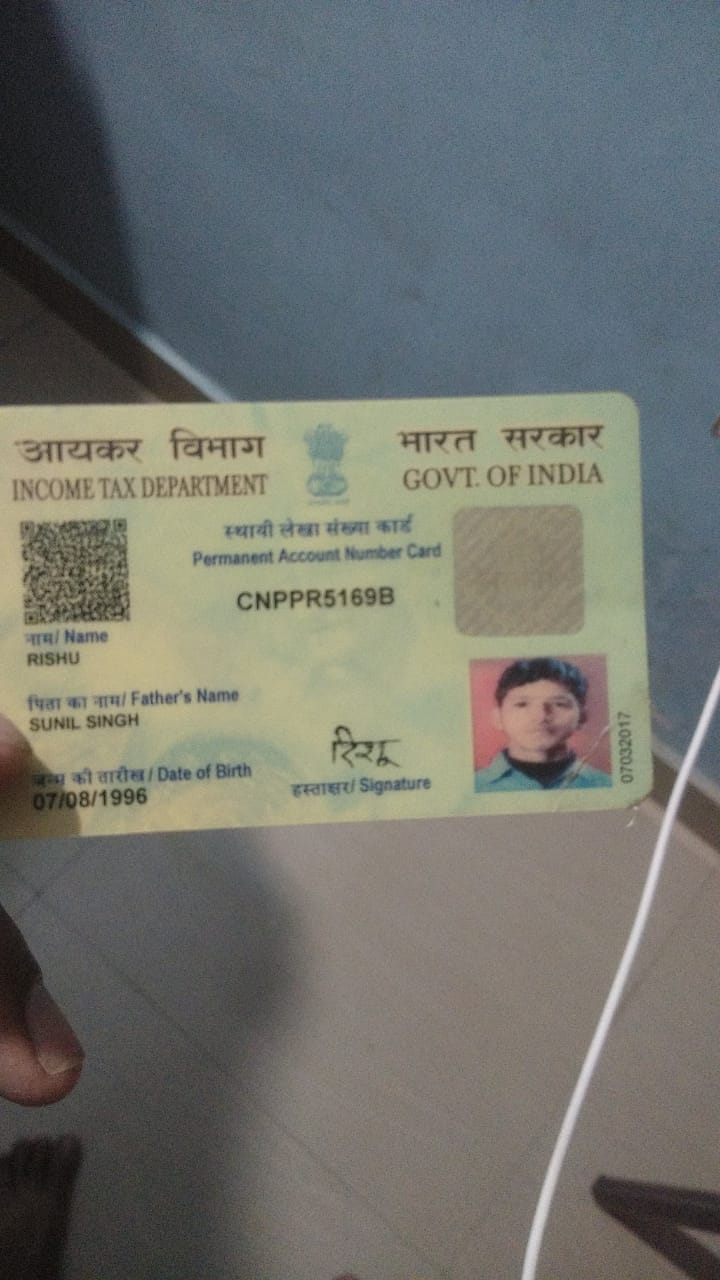 आयकर विभाग
INCOME TAX DEPARTMENT
भारत सरकार
GOVT. OF INDIA
स्थायी लेखा संख्या कार्ड
Permanent Account Number Card
CNPPR5169B
नाम/ Name
RISHU
पिता का नाम/ Father's Name
SUNIL SINGH
जन्म की तारीख / Date of Birth
07/08/1996
रिशू
हस्ताक्षर/ Signature
07032017